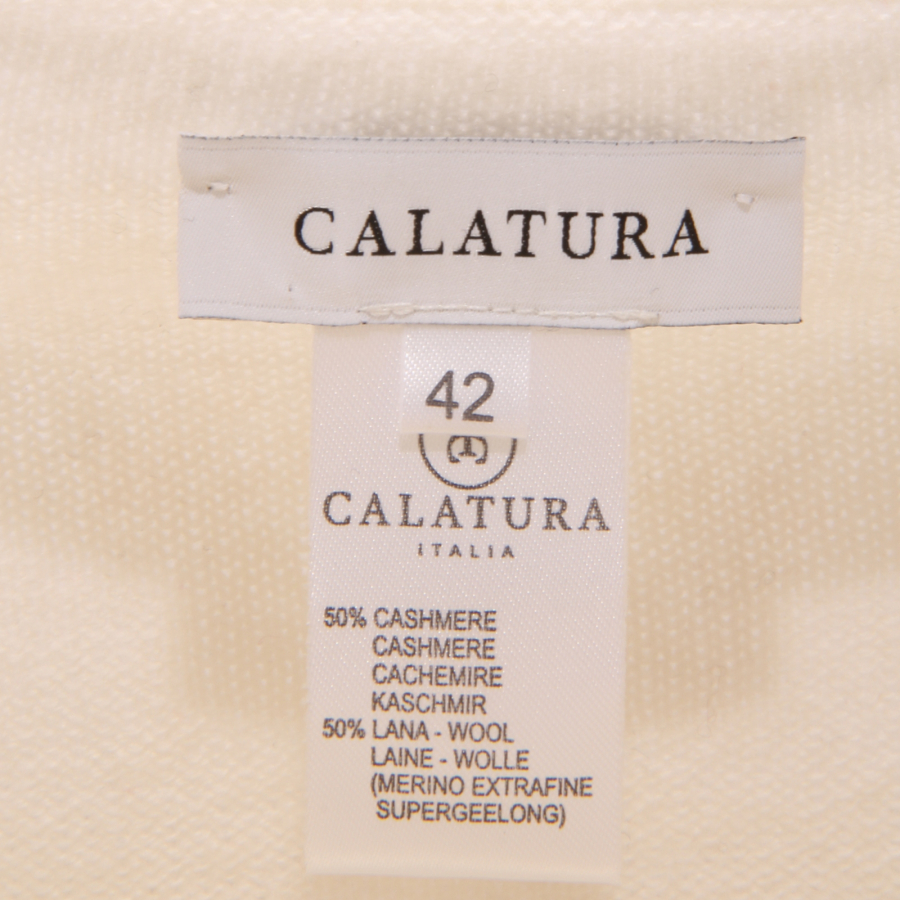 CALATURA
42
CALATURA
ITALIA
50% CASHMERE
CASHMERE
CACHEMIRE
KASCHMIR
50% LANA - WOOL
LAINE - WOLLE
(MERINO EXTRAFINE
SUPERGEELONG)